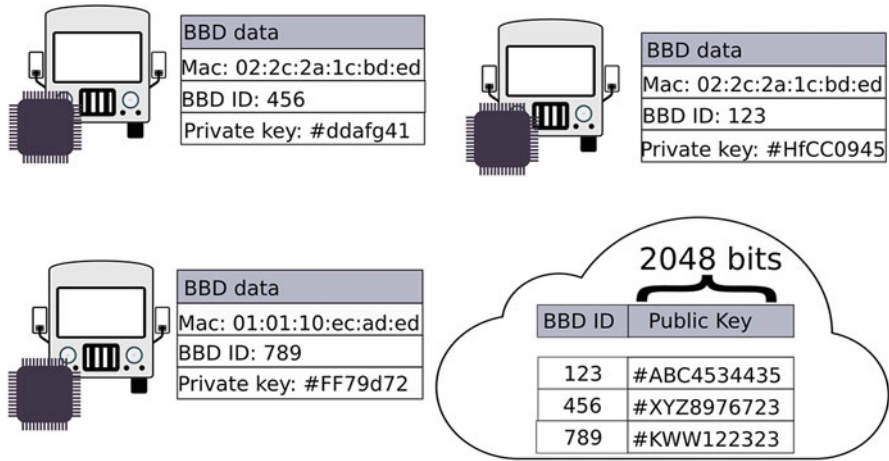 BBD data
Mac: 02:2c:2a:1c:bd:ed
BBD ID: 456
Private key: #ddafg41
BBD data
Mac: 02:2c:2a:1c:bd:ed
BBD ID: 123
Private key: #HfCC0945
BBD data
Mac: 01:01:10:ec:ad:ed
BBD ID: 789
Private key: #FF79d72
2048 bits
BBD ID Public Key
123 #ABC4534435
456 #XYZ8976723
789 #KWW122323